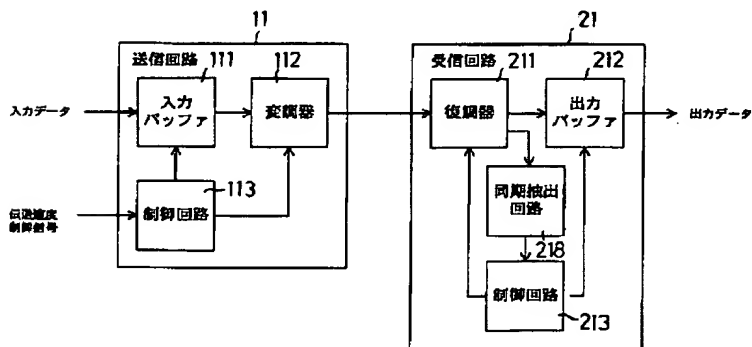 11
送信回路
111
112
入力データ
入力
バッファ
変調器
113
伝送速度
制御信号
制御回路
21
受信回路
211
212
復調器
出力
バッファ
出力データ
同期抽出
回路
218
制御回路
213